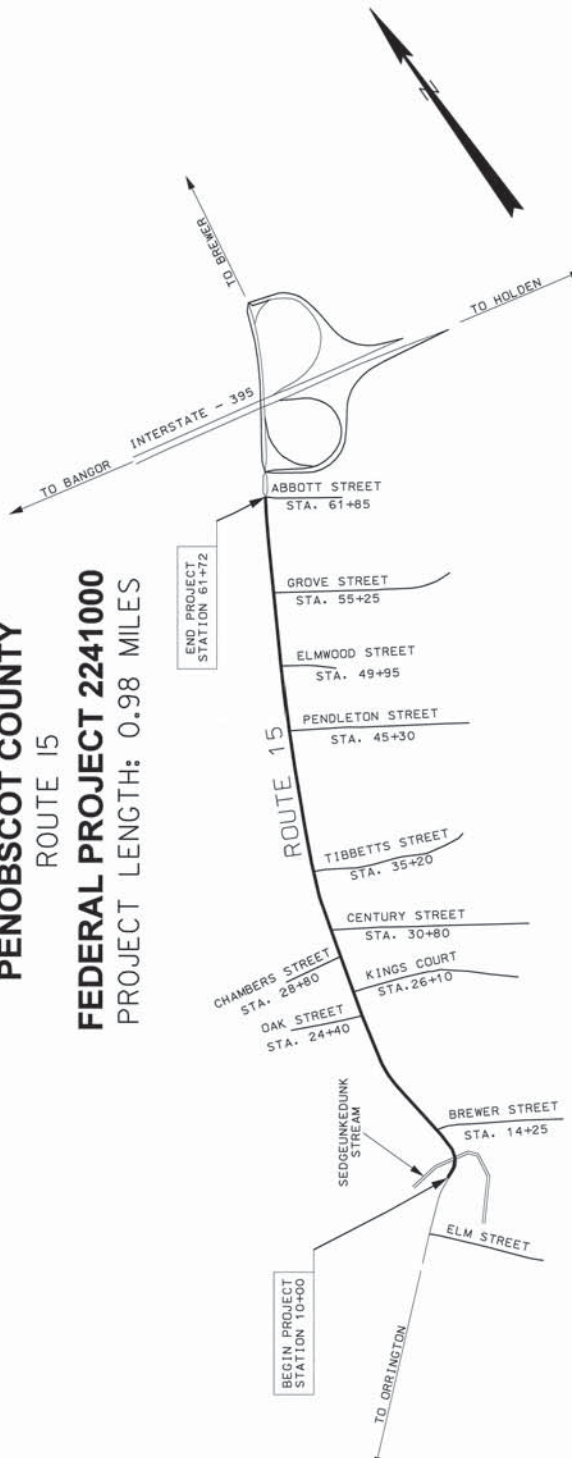 PENOBSCOT COUNTY
ROUTE 15
FEDERAL PROJECT 2241000
PROJECT LENGTH: 0.98 MILES
N
TO BREWER
TO HOLDEN
INTERSTATE - 395
TO BANGOR
ABBOTT STREET
STA. 61+85
END PROJECT
STATION 61+72
GROVE STREET
STA. 55+25
ELMWOOD STREET
STA. 49+95
PENDLETON STREET
STA. 45+30
ROUTE 15
TIBBETTS STREET
STA. 35+20
CENTURY STREET
STA. 30+80
CHAMBERS STREET
STA. 28+80
KINGS COURT
STA.26+10
OAK STREET
STA. 24+40
SEDGEUNKEDUNK
STREAM
BREWER STREET
STA. 14+25
ELM STREET
BEGIN PROJECT
STATION 10+00
TO ORRINGTON